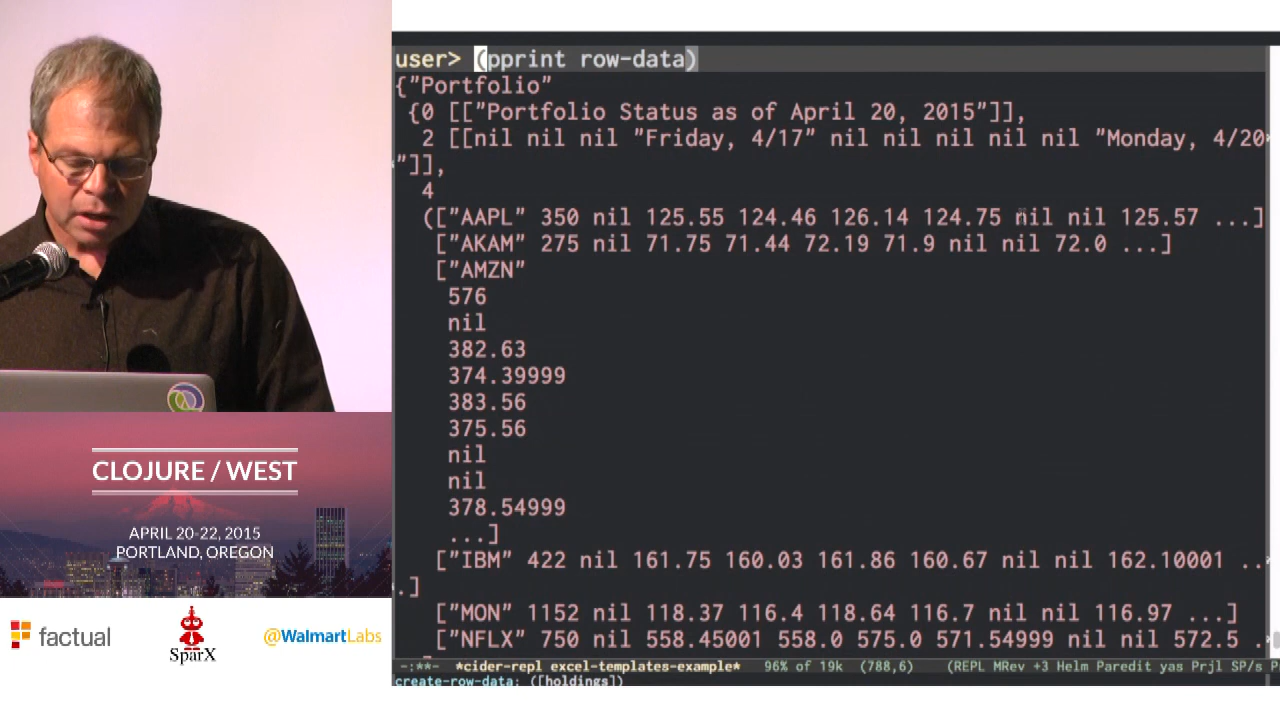 user> (pprint row-data)
{"Portfolio"
{0 [["Portfolio Status as of April 20, 2015"]],
2 [[nil nil nil "Friday, 4/17" nil nil nil nil nil "Monday, 4/20
"]],
4
(["AAPL" 350 nil 125.55 124.46 126.14 124.75 nil nil 125.57 ...]
["AKAM" 275 nil 71.75 71.44 72.19 71.9 nil nil 72.0 ...]
["AMZN"
576
nil
382.63
374.39999
383.56
375.56
nil
nil
378.54999
...]
["IBM" 422 nil 161.75 160.03 161.86 160.67 nil nil 162.10001 ..
.]
["MON" 1152 nil 118.37 116.4 118.64 116.7 nil nil 116.97 ...]
["NFLX" 750 nil 558.45001 558.0 575.0 571.54999 nil nil 572.5 .
-:**- *cider-repl excel-templates-example* 96% of 19k (788,6) (REPL MRev +3 Helm Paredit yas Prjl SP/s
create-row-data: ([holdings])
CLOJURE / WEST
APRIL 20-22, 2015
PORTLAND, OREGON
factual
SparX
@WalmartLabs